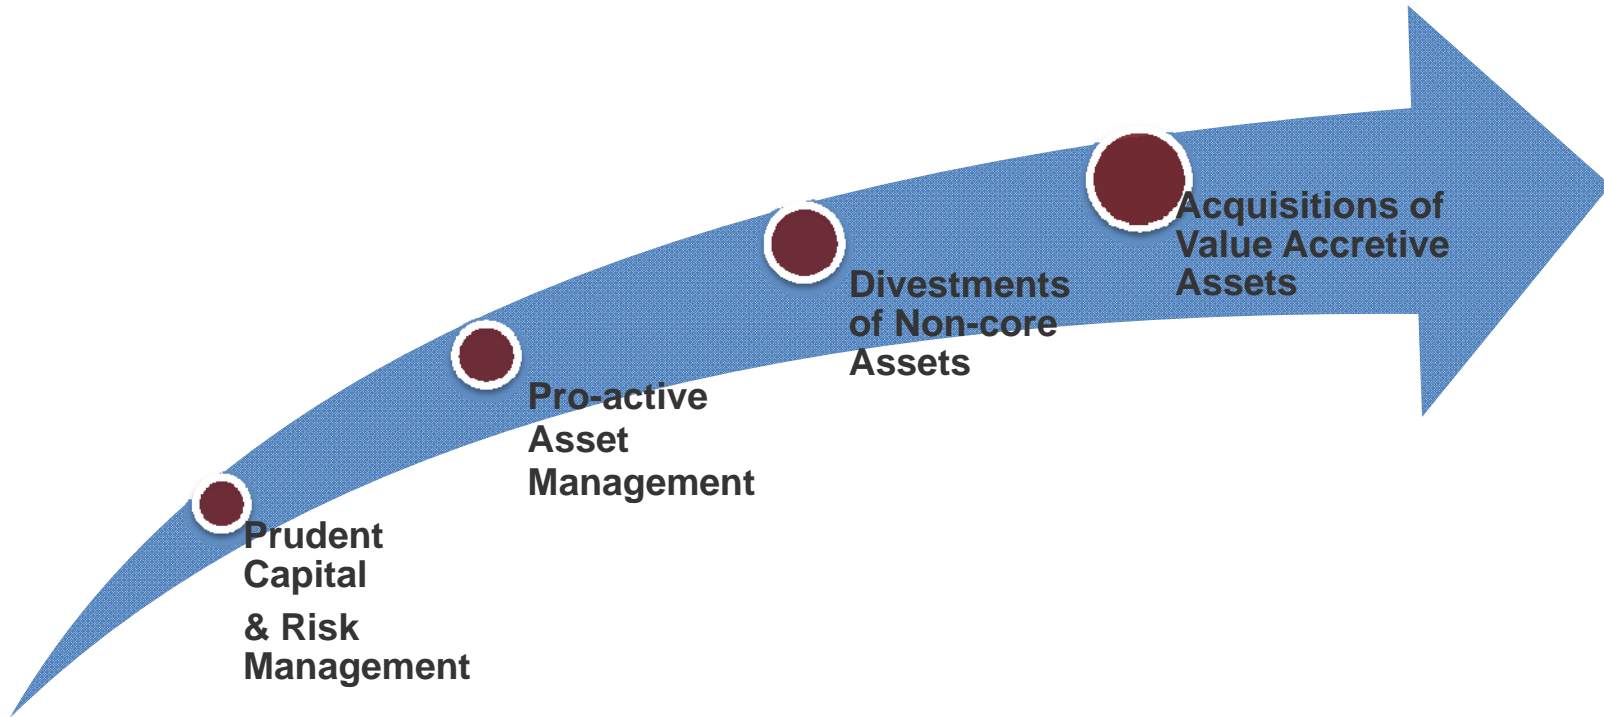 Prudent
Capital
& Risk
Management
Pro-active
Asset
Management
Divestments
of Non-core
Assets
Acquisitions of
Value Accretive
Assets